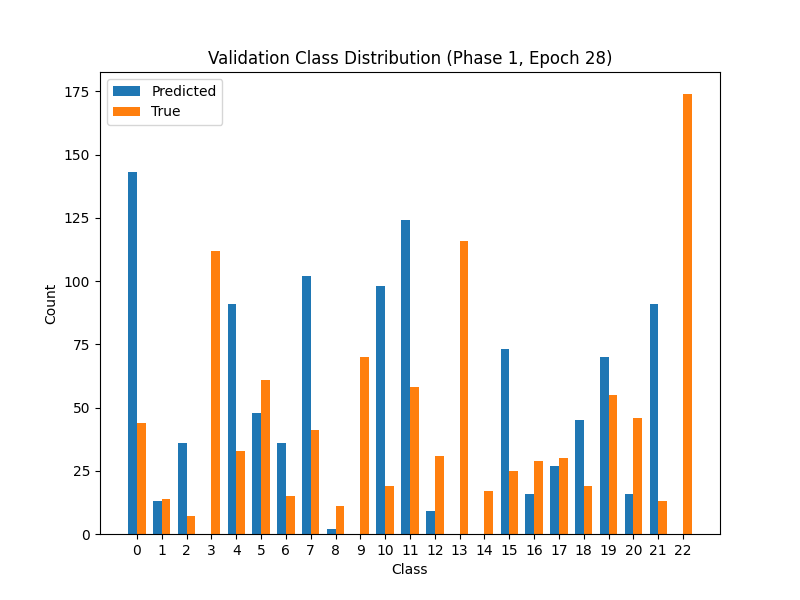 Validation Class Distribution (Phase 1, Epoch 28)
Predicted
True
175
150
125
100
75
50
25
0
Count
0 1 2 3 4 5 6 7 8 9 10 11 12 13 14 15 16 17 18 19 20 21 22
Class